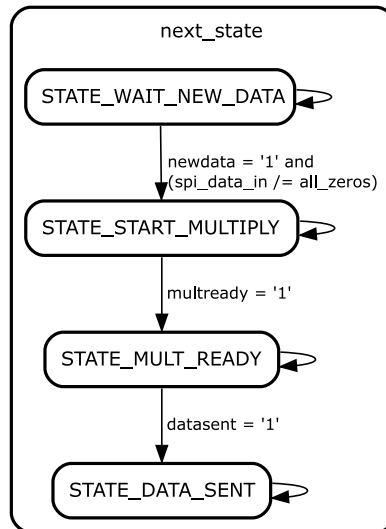 next_state
STATE_WAIT_NEW_DATA
newdata = '1' and
(spi_data_in /= all_zeros)
STATE_START_MULTIPLY
multready = '1'
STATE_MULT_READY
datasent = '1'
STATE_DATA_SENT